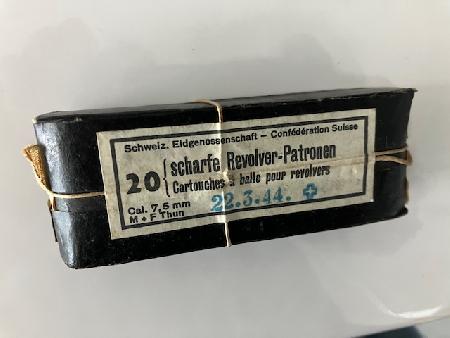 Schweiz. Eidgenossenschaft – Confédération Suisse
20 { scharfe Revolver-Patronen
Cartouches à balle pour revolvers
Cal. 7,5 mm
M + F Thun
22.3.44.